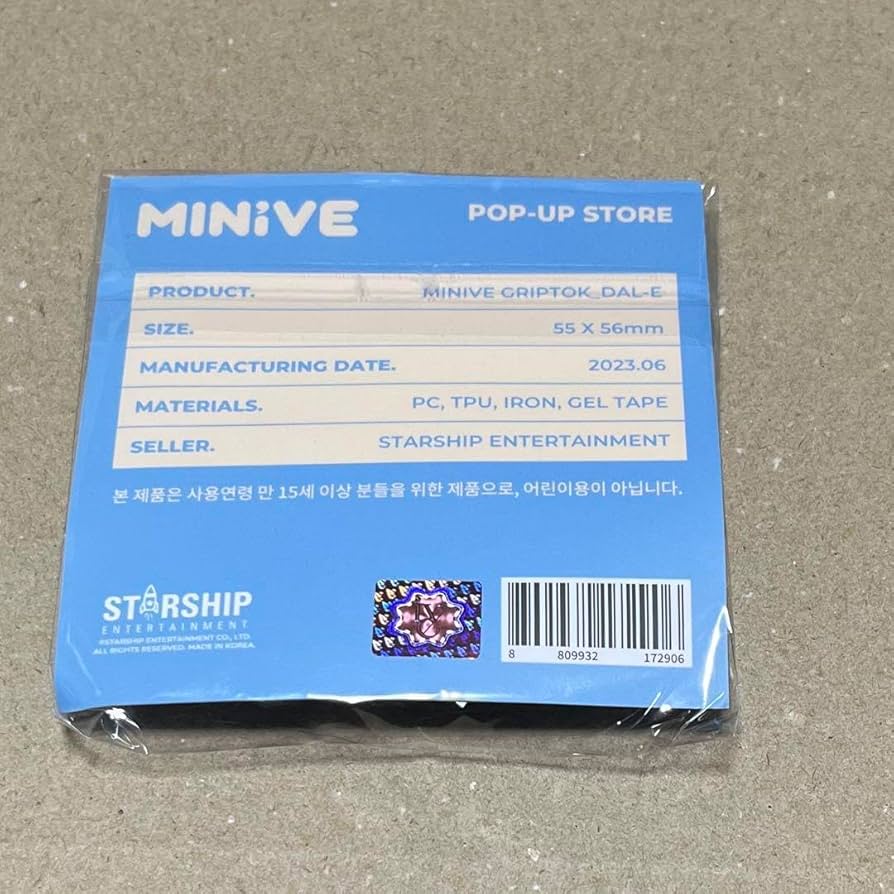 MINiVE
POP-UP STORE
PRODUCT. MINIVE GRIPTOK_DAL-E
SIZE. 55 X 56mm
MANUFACTURING DATE. 2023.06
MATERIALS. PC, TPU, IRON, GEL TAPE
SELLER. STARSHIP ENTERTAINMENT
본 제품은 사용연령 만 15세 이상 분들을 위한 제품으로, 어린이용이 아닙니다.
STARSHIP
ENTERTAINMENT
©STARSHIP ENTERTAINMENT CO., LTD.
ALL RIGHTS RESERVED. MADE IN KOREA.
8 809932 172906